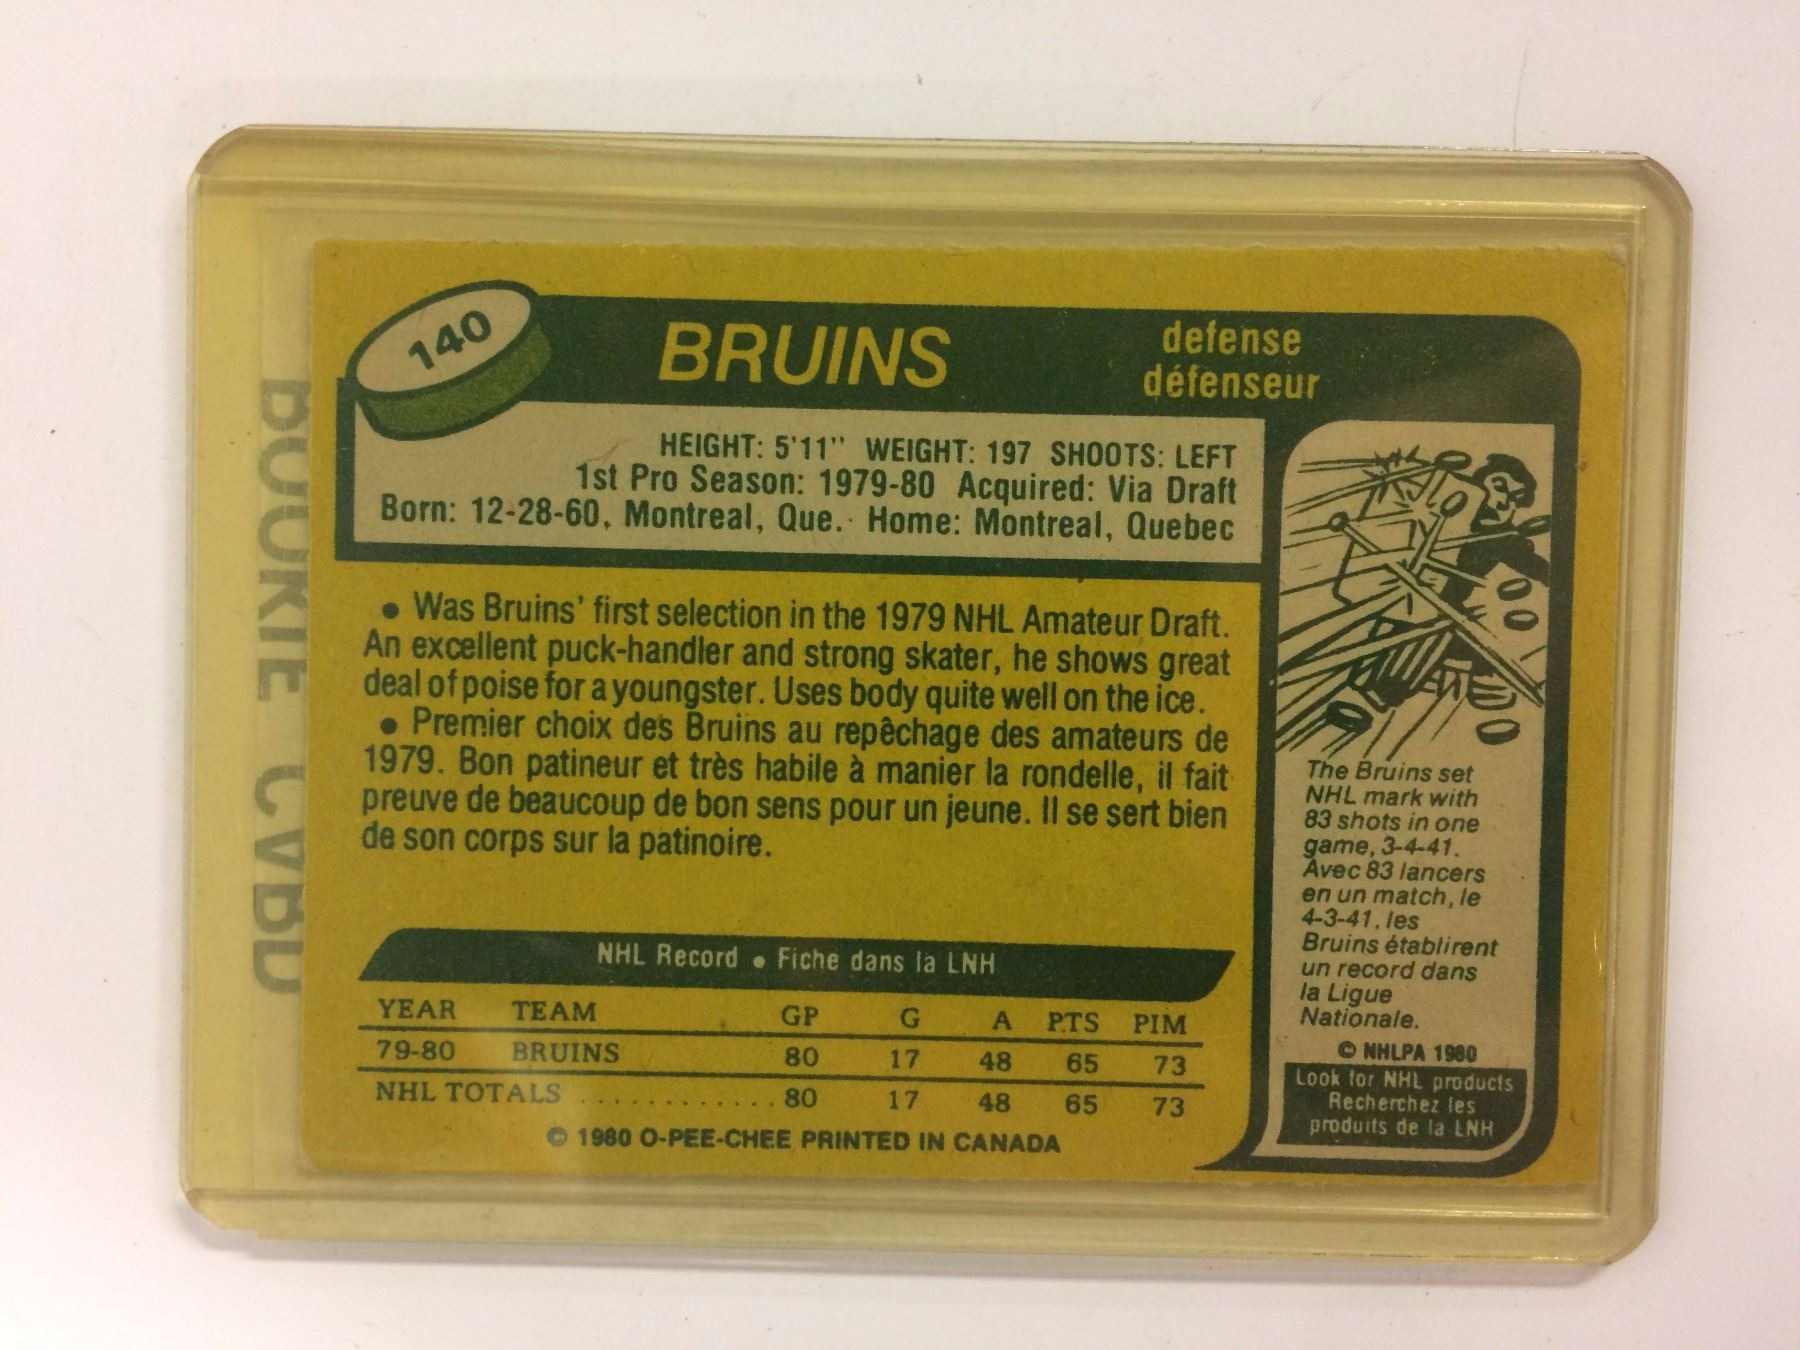 140
BRUINS
defense
défenseur
HEIGHT: 5'11" WEIGHT: 197 SHOOTS: LEFT
1st Pro Season: 1979-80 Acquired: Via Draft
Born: 12-28-60, Montreal, Que. Home: Montreal, Quebec
• Was Bruins' first selection in the 1979 NHL Amateur Draft.
An excellent puck-handler and strong skater, he shows great
deal of poise for a youngster. Uses body quite well on the ice.
• Premier choix des Bruins au repêchage des amateurs de
1979. Bon patineur et très habile à manier la rondelle, il fait
preuve de beaucoup de bon sens pour un jeune. Il se sert bien
de son corps sur la patinoire.
NHL Record • Fiche dans la LNH
YEAR TEAM GP G A PTS PIM
79-80 BRUINS 80 17 48 65 73
NHL TOTALS ............ 80 17 48 65 73
© 1980 O-PEE-CHEE PRINTED IN CANADA
The Bruins set
NHL mark with
83 shots in one
game, 3-4-41.
Avec 83 lancers
en un match, le
4-3-41, les
Bruins établirent
un record dans
la Ligue
Nationale.
© NHLPA 1980
Look for NHL products
Recherchez les
produits de la LNH
ROOKIE CARD